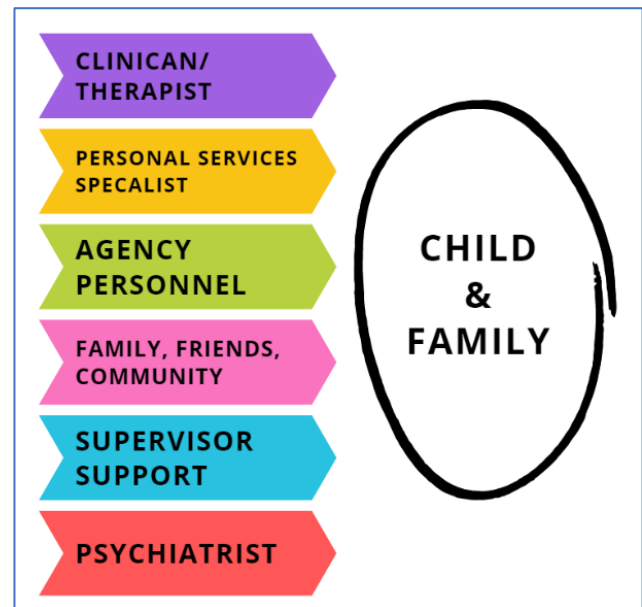 CLINICAN/
THERAPIST
PERSONAL SERVICES
SPECALIST
AGENCY
PERSONNEL
FAMILY, FRIENDS,
COMMUNITY
SUPERVISOR
SUPPORT
PSYCHIATRIST
CHILD
&
FAMILY